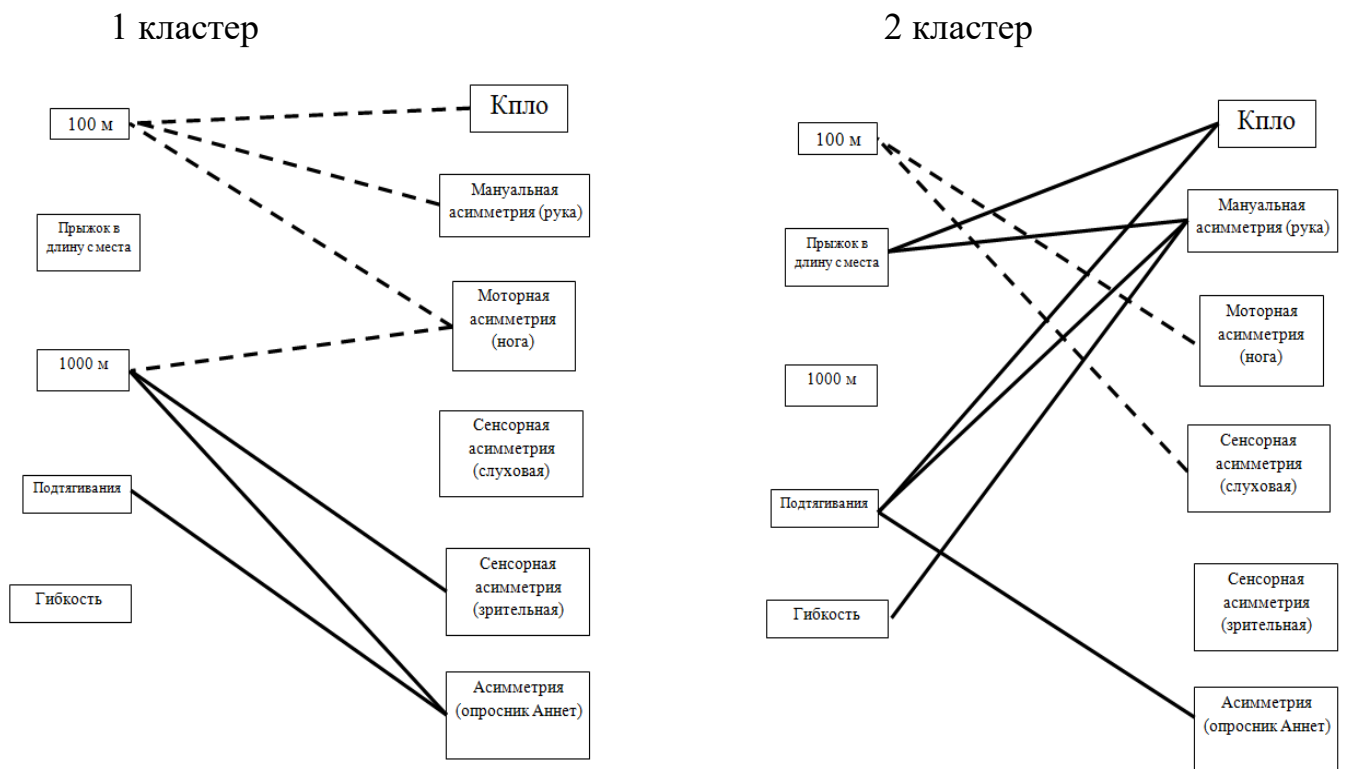 1 кластер
100 м
Прыжок в
длину с места
1000 м
Подтягивания
Гибкость
Кпло
Мануальная
асимметрия (рука)
Моторная
асимметрия
(нога)
Сенсорная
асимметрия
(слуховая)
Сенсорная
асимметрия
(зрительная)
Асимметрия
(опросник Аннет)
2 кластер
100 м
Прыжок в
длину с места
1000 м
Подтягивания
Гибкость
Кпло
Мануальная
асимметрия (рука)
Моторная
асимметрия
(нога)
Сенсорная
асимметрия
(слуховая)
Сенсорная
асимметрия
(зрительная)
Асимметрия
(опросник Аннет)